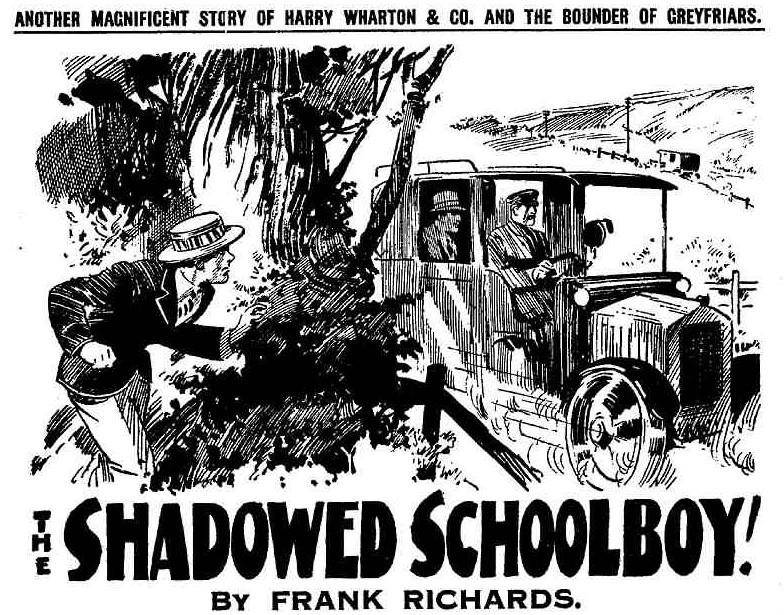 ANOTHER MAGNIFICENT STORY OF HARRY WHARTON & CO. AND THE BOUNDER OF GREYFRIARS.
THE SHADOWED SCHOOLBOY!
BY FRANK RICHARDS.